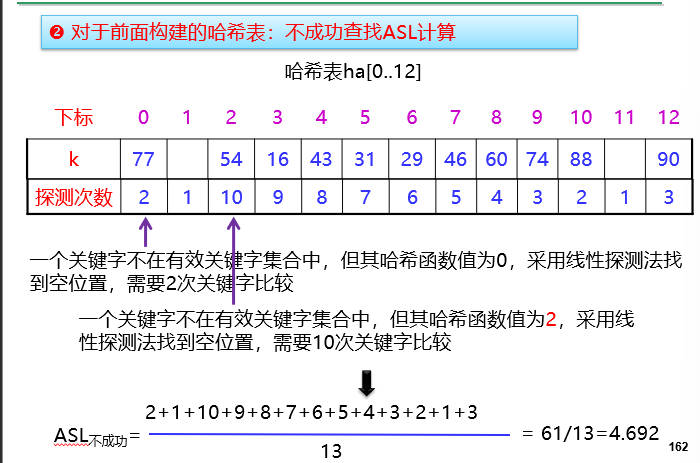 ❷ 对于前面构建的哈希表：不成功查找ASL计算
哈希表ha[0..12]
下标 0 1 2 3 4 5 6 7 8 9 10 11 12
k 77 54 16 43 31 29 46 60 74 88 90
探测次数 2 1 10 9 8 7 6 5 4 3 2 1 3
一个关键字不在有效关键字集合中，但其哈希函数值为0，采用线性探测法找
到空位置，需要2次关键字比较
一个关键字不在有效关键字集合中，但其哈希函数值为2，采用线
性探测法找到空位置，需要10次关键字比较
2+1+10+9+8+7+6+5+4+3+2+1+3
ASL不成功= = 61/13=4.692
13
162